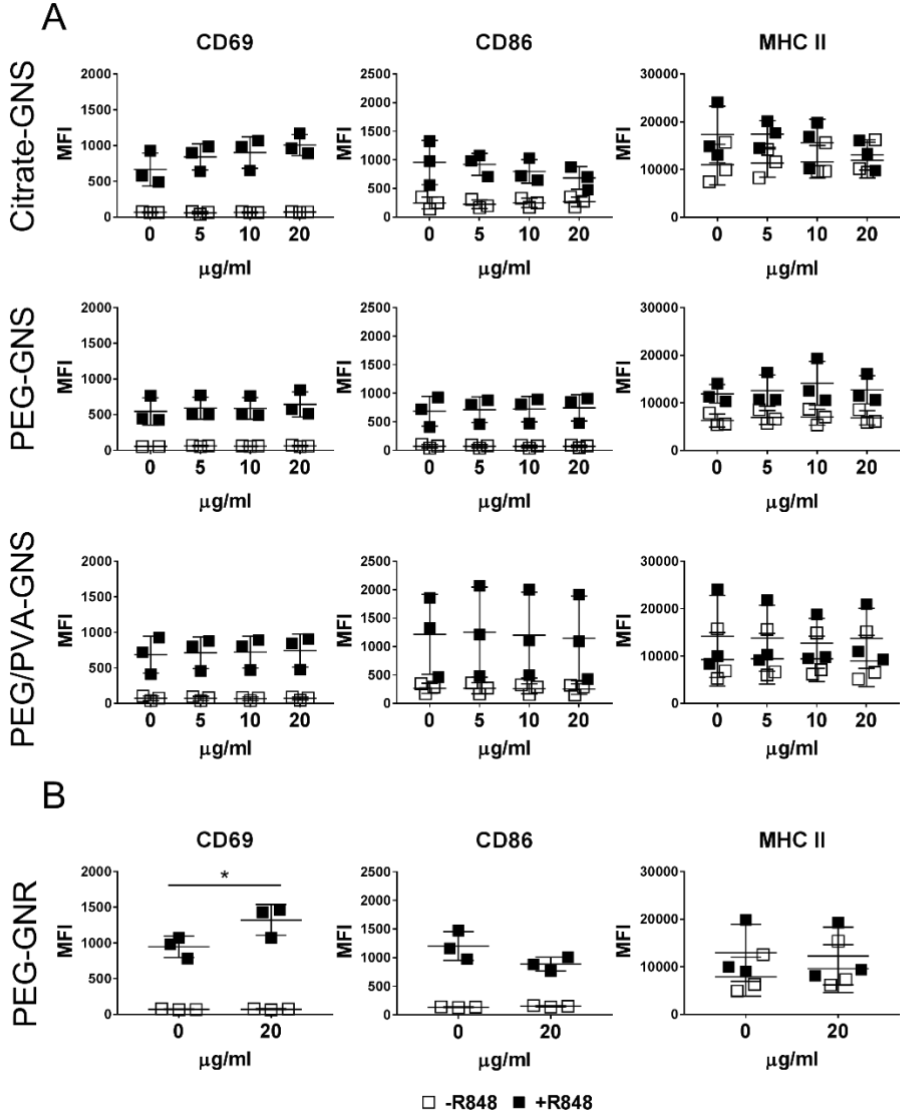 A
CD69 CD86 MHC II
Citrate-GNS
MFI MFI MFI
2000 2500 30000
1500 2000
1000 1500 20000
500 1000 10000
0 500
0 0
0 5 10 20 0 5 10 20 0 5 10 20
μg/ml μg/ml μg/ml
PEG-GNS
MFI MFI MFI
2000 2500 30000
1500 2000
1000 1500 20000
500 1000 10000
0 500
0 0
0 5 10 20 0 5 10 20 0 5 10 20
μg/ml μg/ml μg/ml
PEG/PVA-GNS
MFI MFI MFI
2000 2500 30000
1500 2000
1000 1500 20000
500 1000 10000
0 500
0 0
0 5 10 20 0 5 10 20 0 5 10 20
μg/ml μg/ml μg/ml
B
CD69 CD86 MHC II
PEG-GNR
MFI MFI MFI
*
2000 2500 30000
1500 2000
1000 1500 20000
500 1000 10000
0 500
0 0
0 20 0 20 0 20
μg/ml μg/ml μg/ml
-R848 +R848